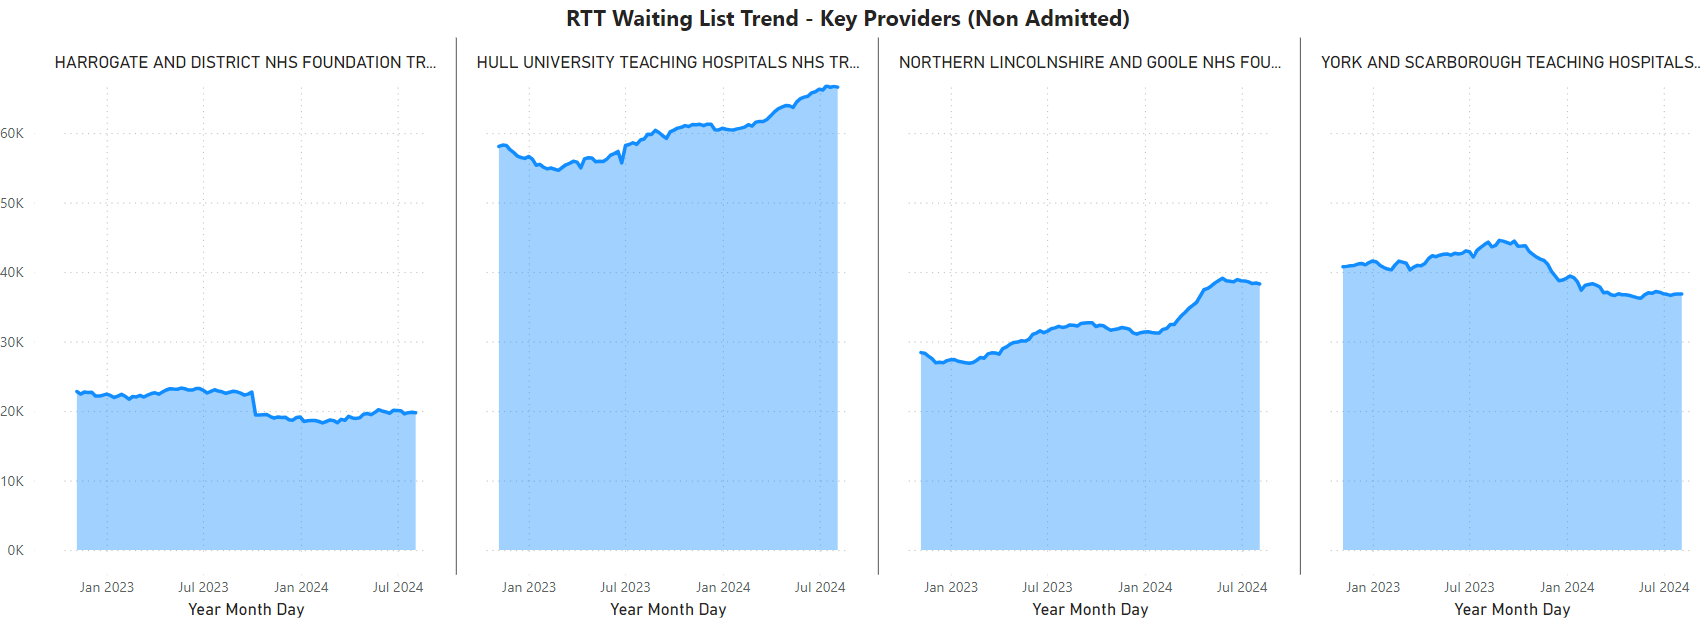 RTT Waiting List Trend - Key Providers (Non Admitted)
HARROGATE AND DISTRICT NHS FOUNDATION TR...
HULL UNIVERSITY TEACHING HOSPITALS NHS TR...
NORTHERN LINCOLNSHIRE AND GOOLE NHS FOU...
YORK AND SCARBOROUGH TEACHING HOSPITALS...
60K
50K
40K
30K
20K
10K
0K
Jan 2023 Jul 2023 Jan 2024 Jul 2024
Jan 2023 Jul 2023 Jan 2024 Jul 2024
Jan 2023 Jul 2023 Jan 2024 Jul 2024
Jan 2023 Jul 2023 Jan 2024 Jul 2024
Year Month Day
Year Month Day
Year Month Day
Year Month Day